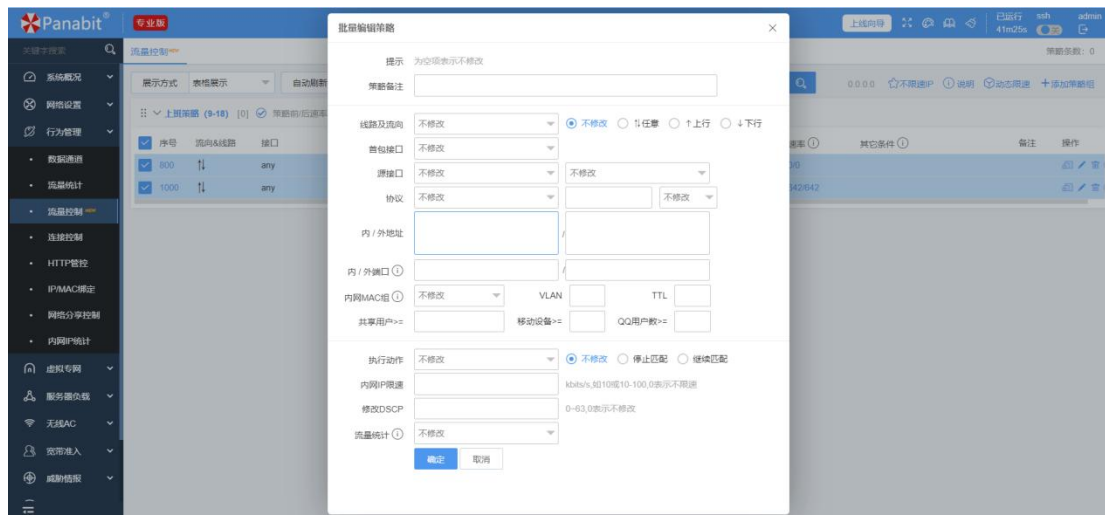 Panabit®
专业版
上线向导
已运行 ssh admin
41m25s
关键字搜索
流量控制
策略条数: 0
系统概况
网络设置
行为管理
数据通道
流量统计
流量控制
连接控制
HTTP管控
IP/MAC绑定
网络分享控制
内网IP统计
虚拟专网
服务器负载
无线AC
宽带准入
威胁情报
展示方式 表格展示 自动刷新
0 0 0 0 不限速IP 说明 动态限速 添加策略组
上班策略 (9-18) [0] 策略前/后速率
序号 流向&线路 接口
速率 其它条件 备注 操作
800 any
1000 any
642/642
批量编辑策略
提示 为空项表示不修改
策略备注
线路及流向 不修改 不修改 任意 上行 下行
首包接口 不修改
源接口 不修改 不修改
协议 不修改 不修改
内 / 外地址 /
内 / 外端口 /
内网MAC组 不修改 VLAN TTL
共享用户>= 移动设备>= QQ用户数>=
执行动作 不修改 不修改 停止匹配 继续匹配
内网IP限速 kbits/s,如10或10-100,0表示不限速
修改DSCP 0~63,0表示不修改
流量统计 不修改
确定 取消